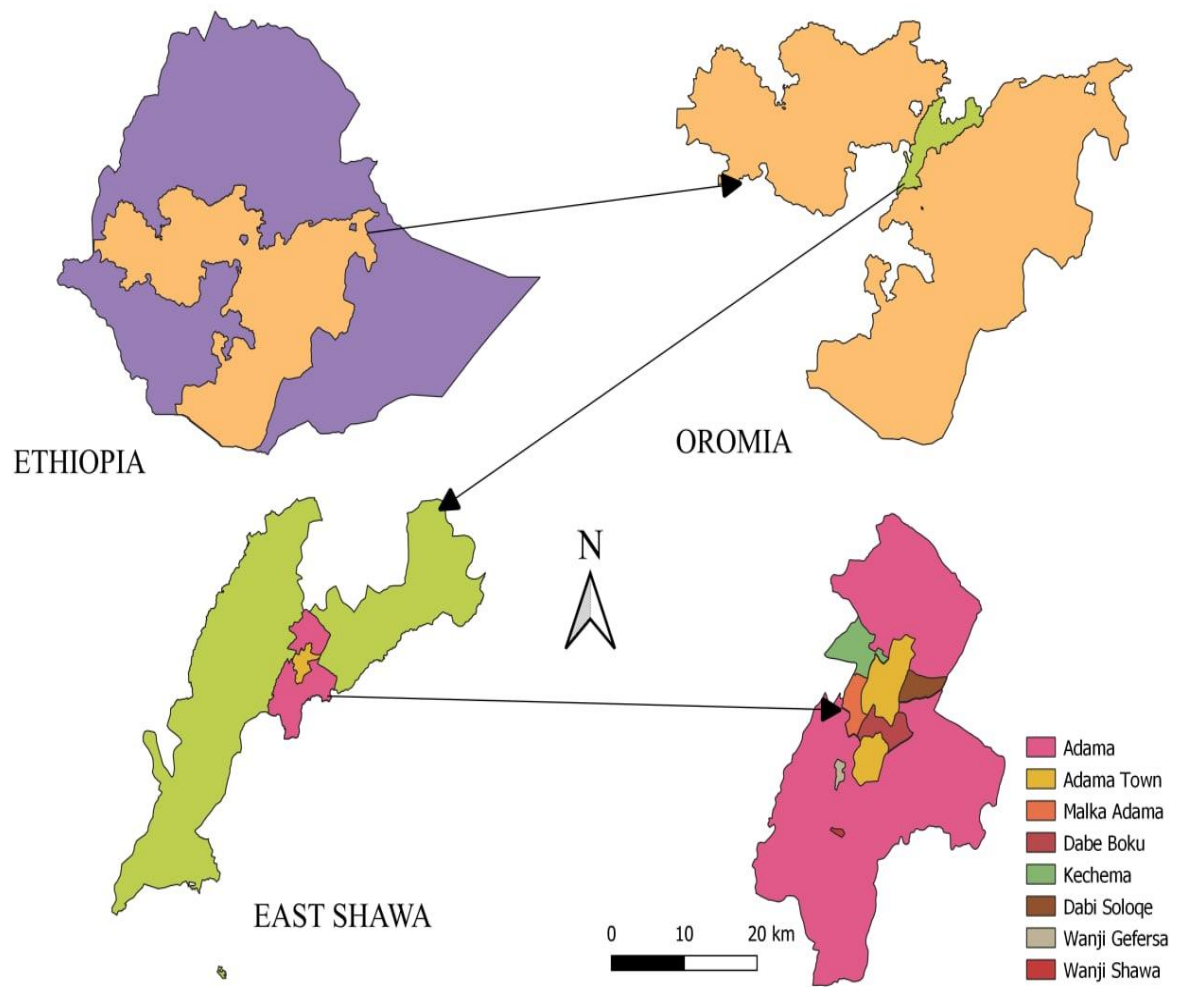 ETHIOPIA
OROMIA
N
EAST SHAWA
0 10 20 km
Adama
Adama Town
Malka Adama
Dabe Boku
Kechema
Dabi Soloqe
Wanji Gefersa
Wanji Shawa